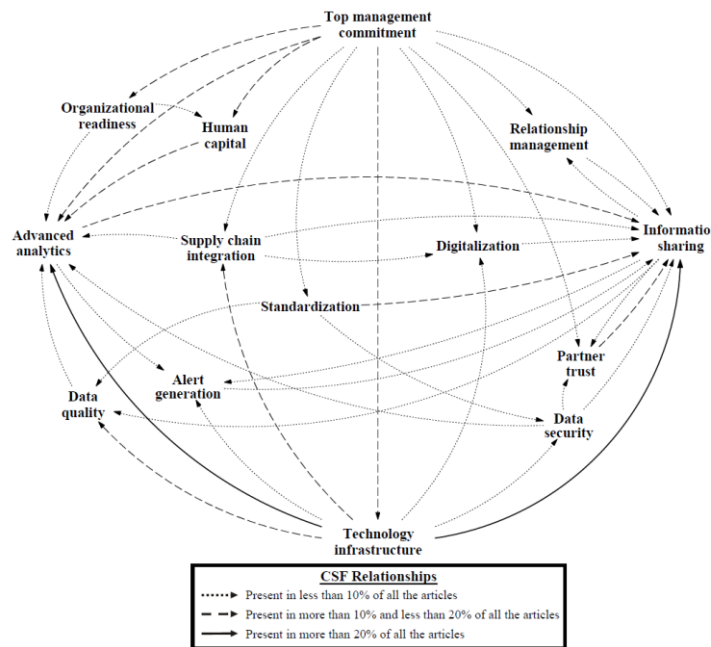 Top management
commitment
Organizational
readiness
Human
capital
Relationship
management
Advanced
analytics
Supply chain
integration
Digitalization
Informatio
sharing
Standardization
Partner
trust
Alert
generation
Data
quality
Data
security
Technology
infrastructure
CSF Relationships
Present in less than 10% of all the articles
Present in more than 10% and less than 20% of all the articles
Present in more than 20% of all the articles